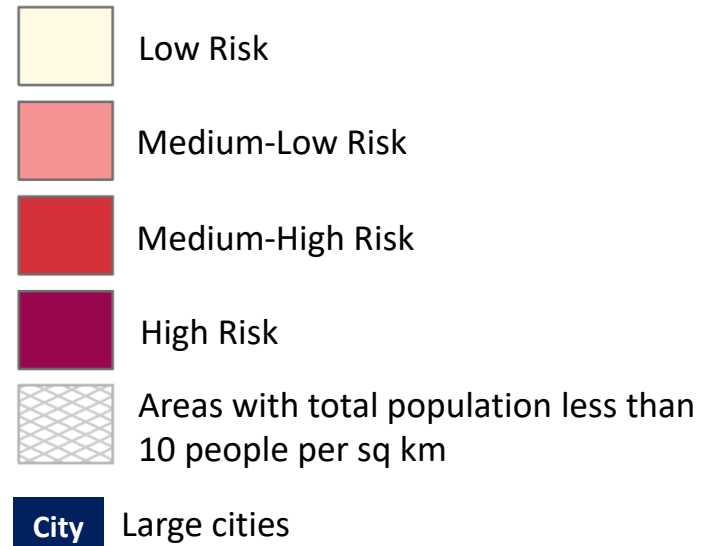 Low Risk
Medium-Low Risk
Medium-High Risk
High Risk
Areas with total population less than
10 people per sq km
City Large cities